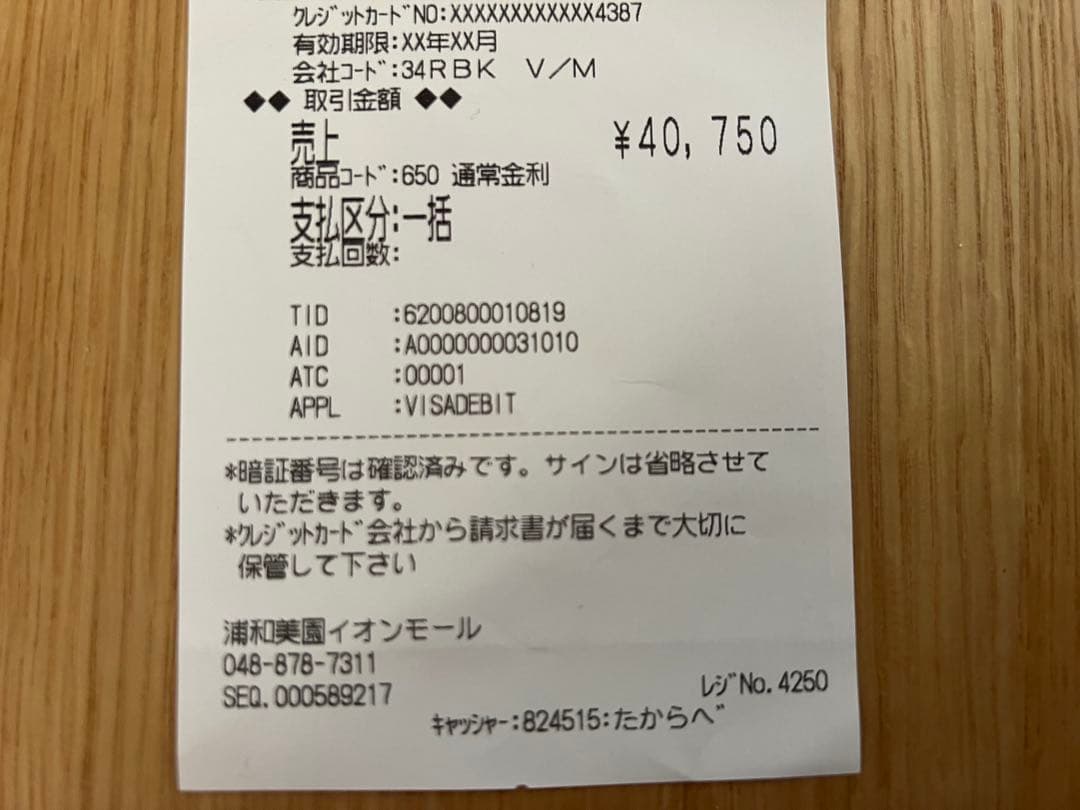 クレジットカードNO:XXXXXXXXXXXX4387
有効期限:XX年XX月
会社コード:34RBK V/M
◆◆ 取引金額 ◆◆
売上 ¥40,750
商品コード:650 通常金利
支払区分:一括
支払回数:
TID :6200800010819
AID :A0000000031010
ATC :00001
APPL :VISADEBIT
*暗証番号は確認済みです。サインは省略させて
いただきます。
*クレジットカード会社から請求書が届くまで大切に
保管して下さい
浦和美園イオンモール
048-878-7311
SEQ.000589217
レジNo.4250
キャッシャー:824515:たからべ